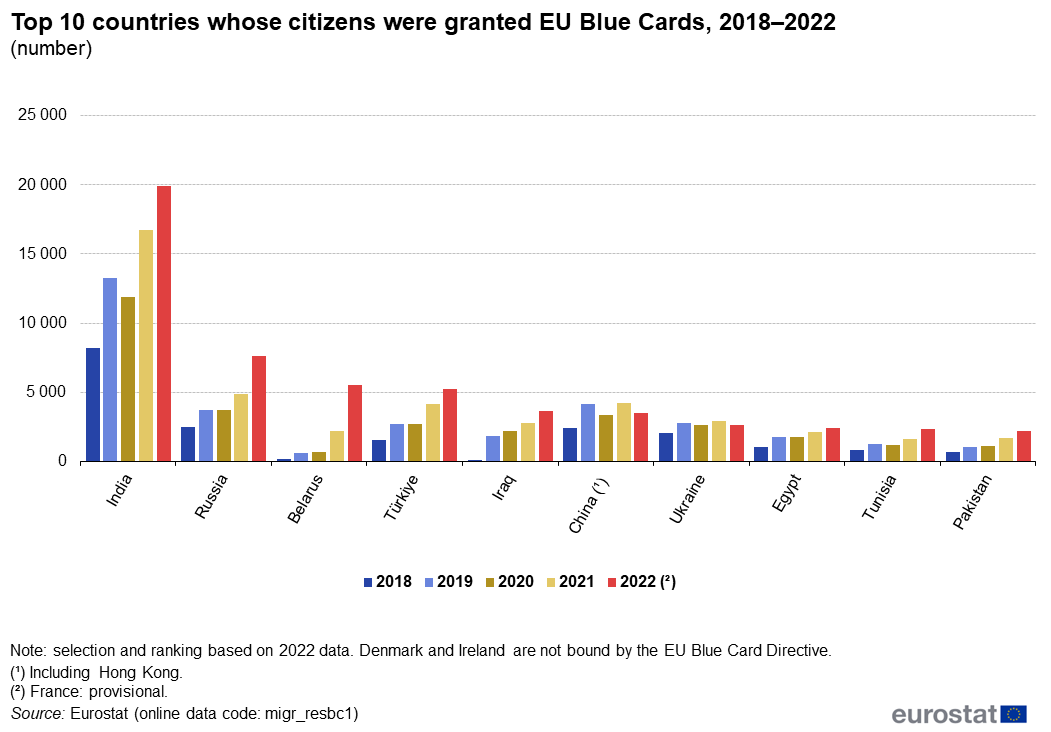 Top 10 countries whose citizens were granted EU Blue Cards, 2018–2022
(number)
25 000
20 000
15 000
10 000
5 000
0
India
Russia
Belarus
Türkiye
Iraq
China (¹)
Ukraine
Egypt
Tunisia
Pakistan
2018 2019 2020 2021 2022 (²)
Note: selection and ranking based on 2022 data. Denmark and Ireland are not bound by the EU Blue Card Directive.
(¹) Including Hong Kong.
(²) France: provisional.
Source: Eurostat (online data code: migr_resbc1)
eurostat